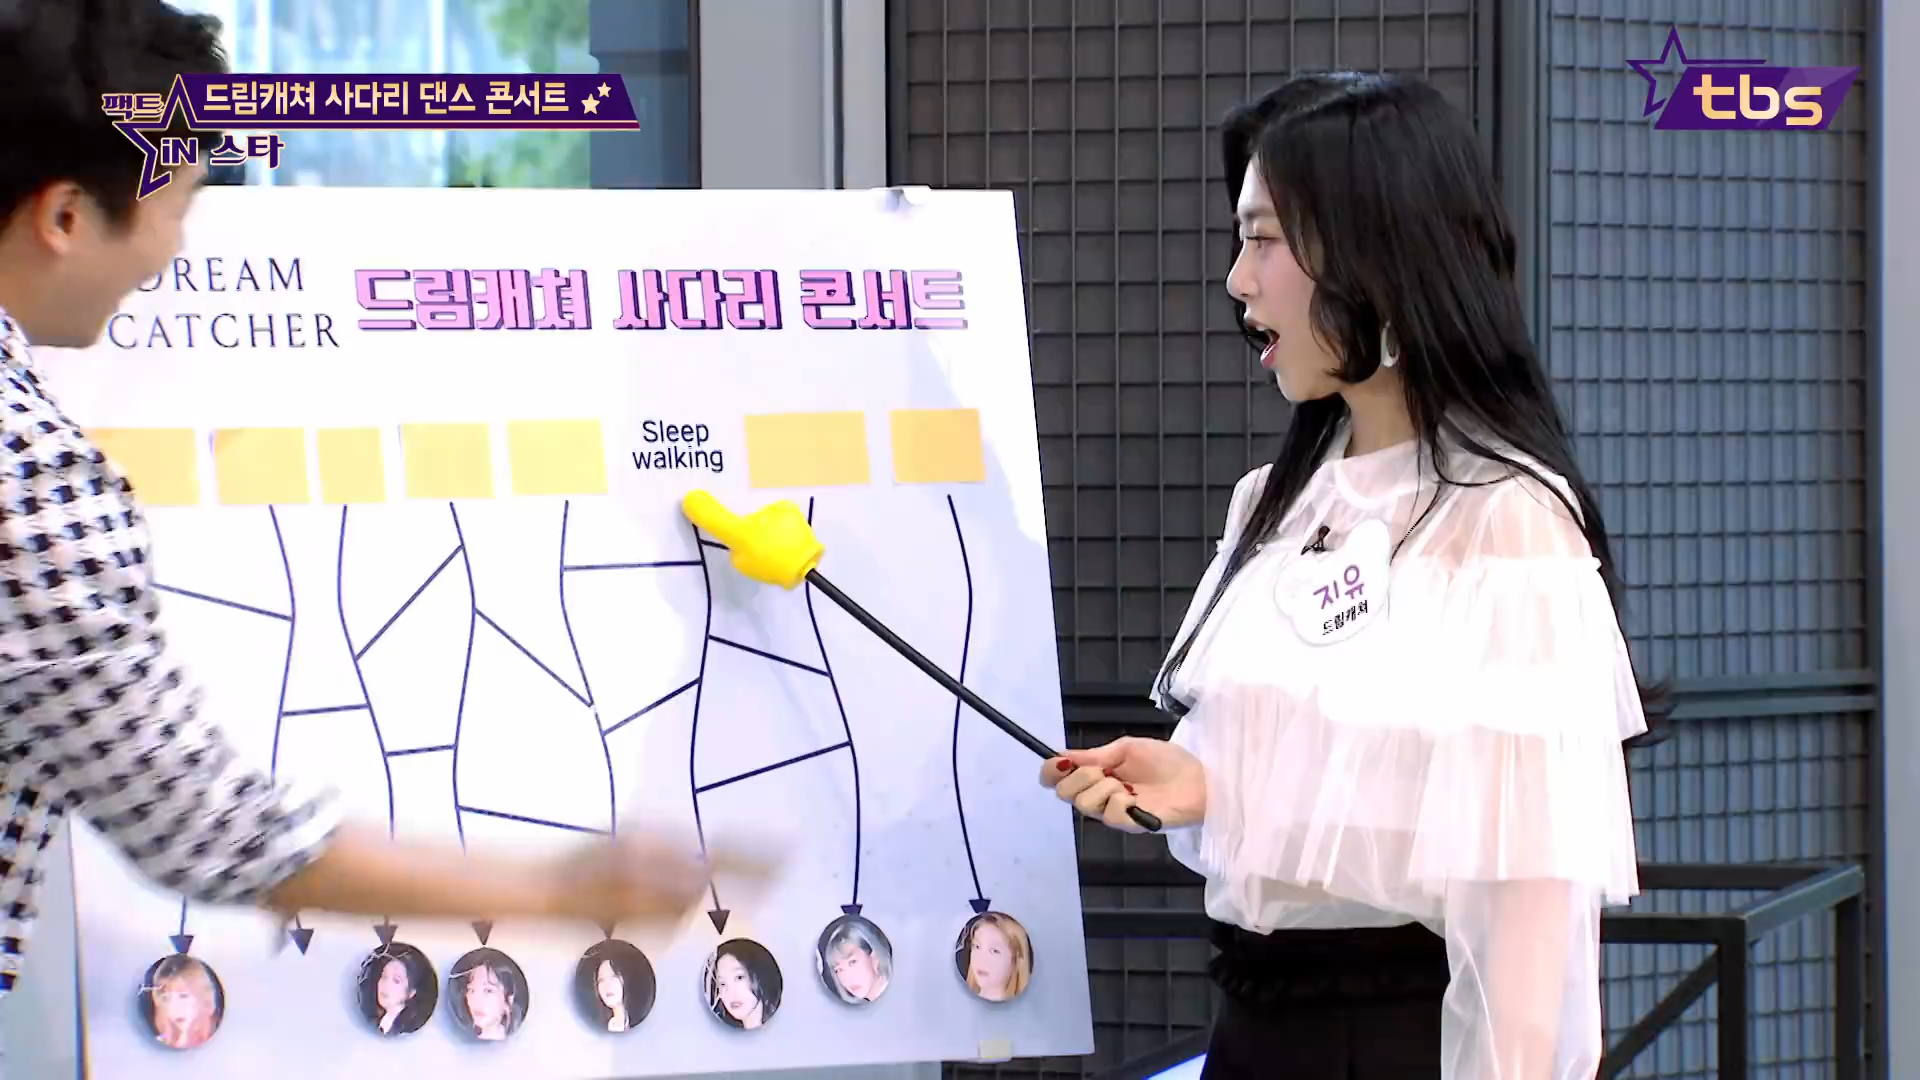 드림캐쳐 사다리 댄스 콘서트
팩트
iN 스타
tbs
DREAM
CATCHER
드림캐쳐 사다리 콘서트
Sleep
walking
지유
드림캐쳐